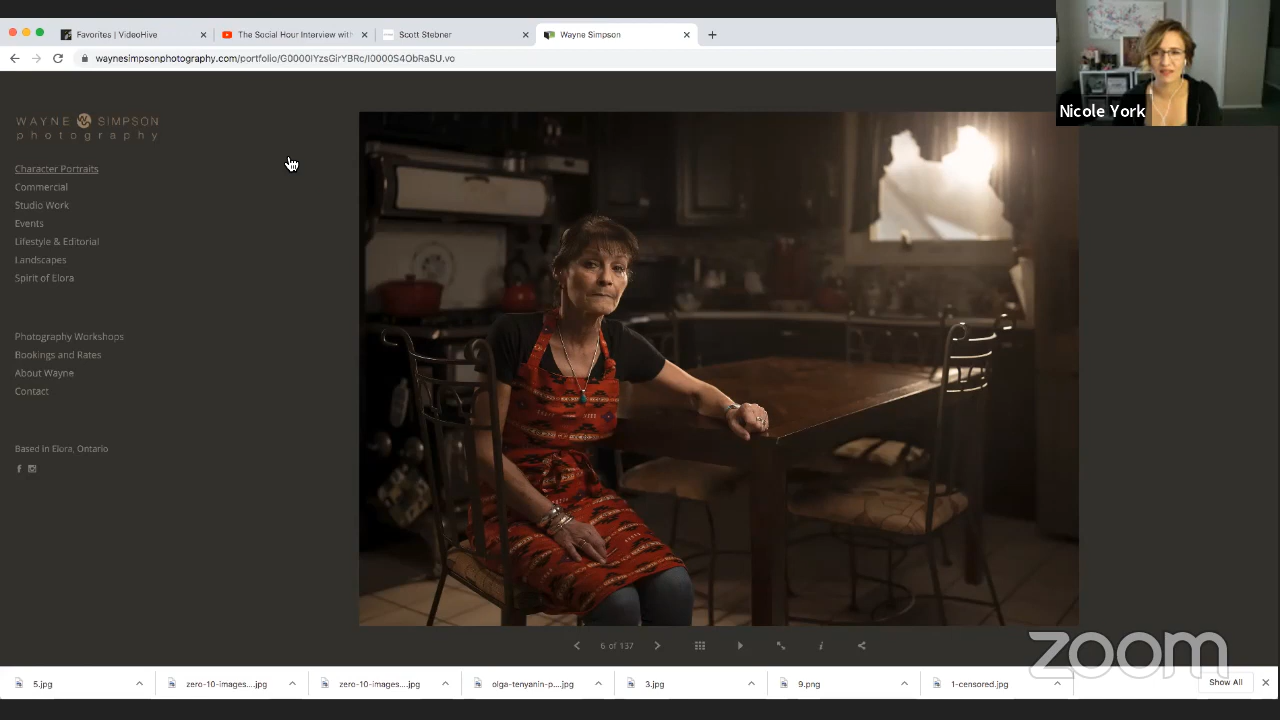 Favorites | VideoHive
The Social Hour Interview with
Scott Stebner
Wayne Simpson
waynesimpsonphotography.com/portfolio/G0000IYzsGirYBRc/I0000S4ObRaSU.vo
Nicole York
WAYNE SIMPSON
photography
Character Portraits
Commercial
Studio Work
Events
Lifestyle & Editorial
Landscapes
Spirit of Elora
Photography Workshops
Bookings and Rates
About Wayne
Contact
Based in Elora, Ontario
6 of 137
zoom
5.jpg
zero-10-images....jpg
zero-10-images....jpg
olga-tenyanin-p....jpg
3.jpg
9.png
1-censored.jpg
Show All